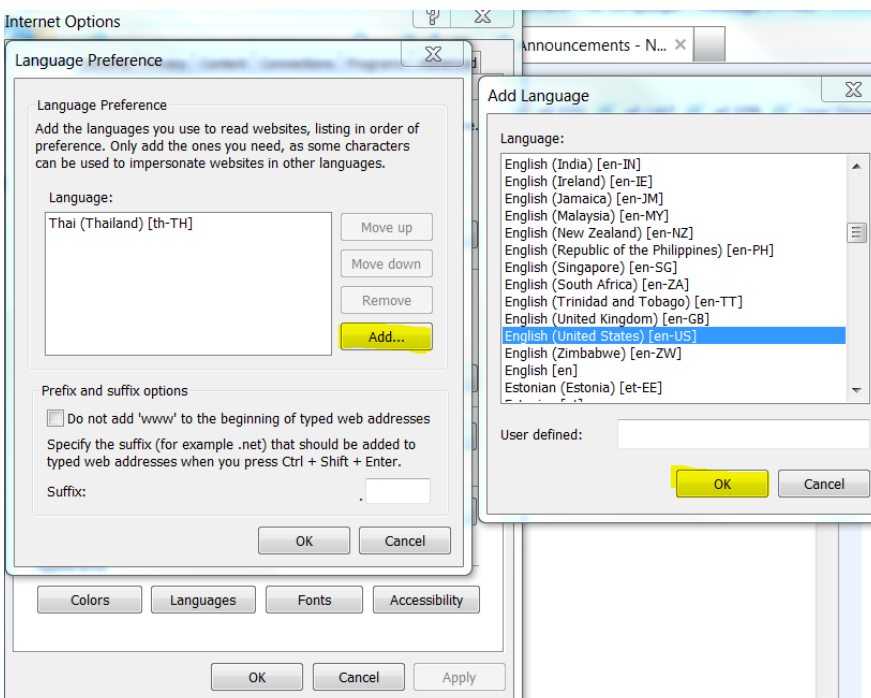 Internet Options
Announcements - N...
Language Preference
Language Preference
Add the languages you use to read websites, listing in order of
preference. Only add the ones you need, as some characters
can be used to impersonate websites in other languages.
Language:
Thai (Thailand) [th-TH]
Move up
Move down
Remove
Add...
Prefix and suffix options
Do not add 'www' to the beginning of typed web addresses
Specify the suffix (for example .net) that should be added to
typed web addresses when you press Ctrl + Shift + Enter.
Suffix:
.
OK
Cancel
Add Language
Language:
English (India) [en-IN]
English (Ireland) [en-IE]
English (Jamaica) [en-JM]
English (Malaysia) [en-MY]
English (New Zealand) [en-NZ]
English (Republic of the Philippines) [en-PH]
English (Singapore) [en-SG]
English (South Africa) [en-ZA]
English (Trinidad and Tobago) [en-TT]
English (United Kingdom) [en-GB]
English (United States) [en-US]
English (Zimbabwe) [en-ZW]
English [en]
Estonian (Estonia) [et-EE]
User defined:
OK
Cancel
Colors
Languages
Fonts
Accessibility
OK
Cancel
Apply